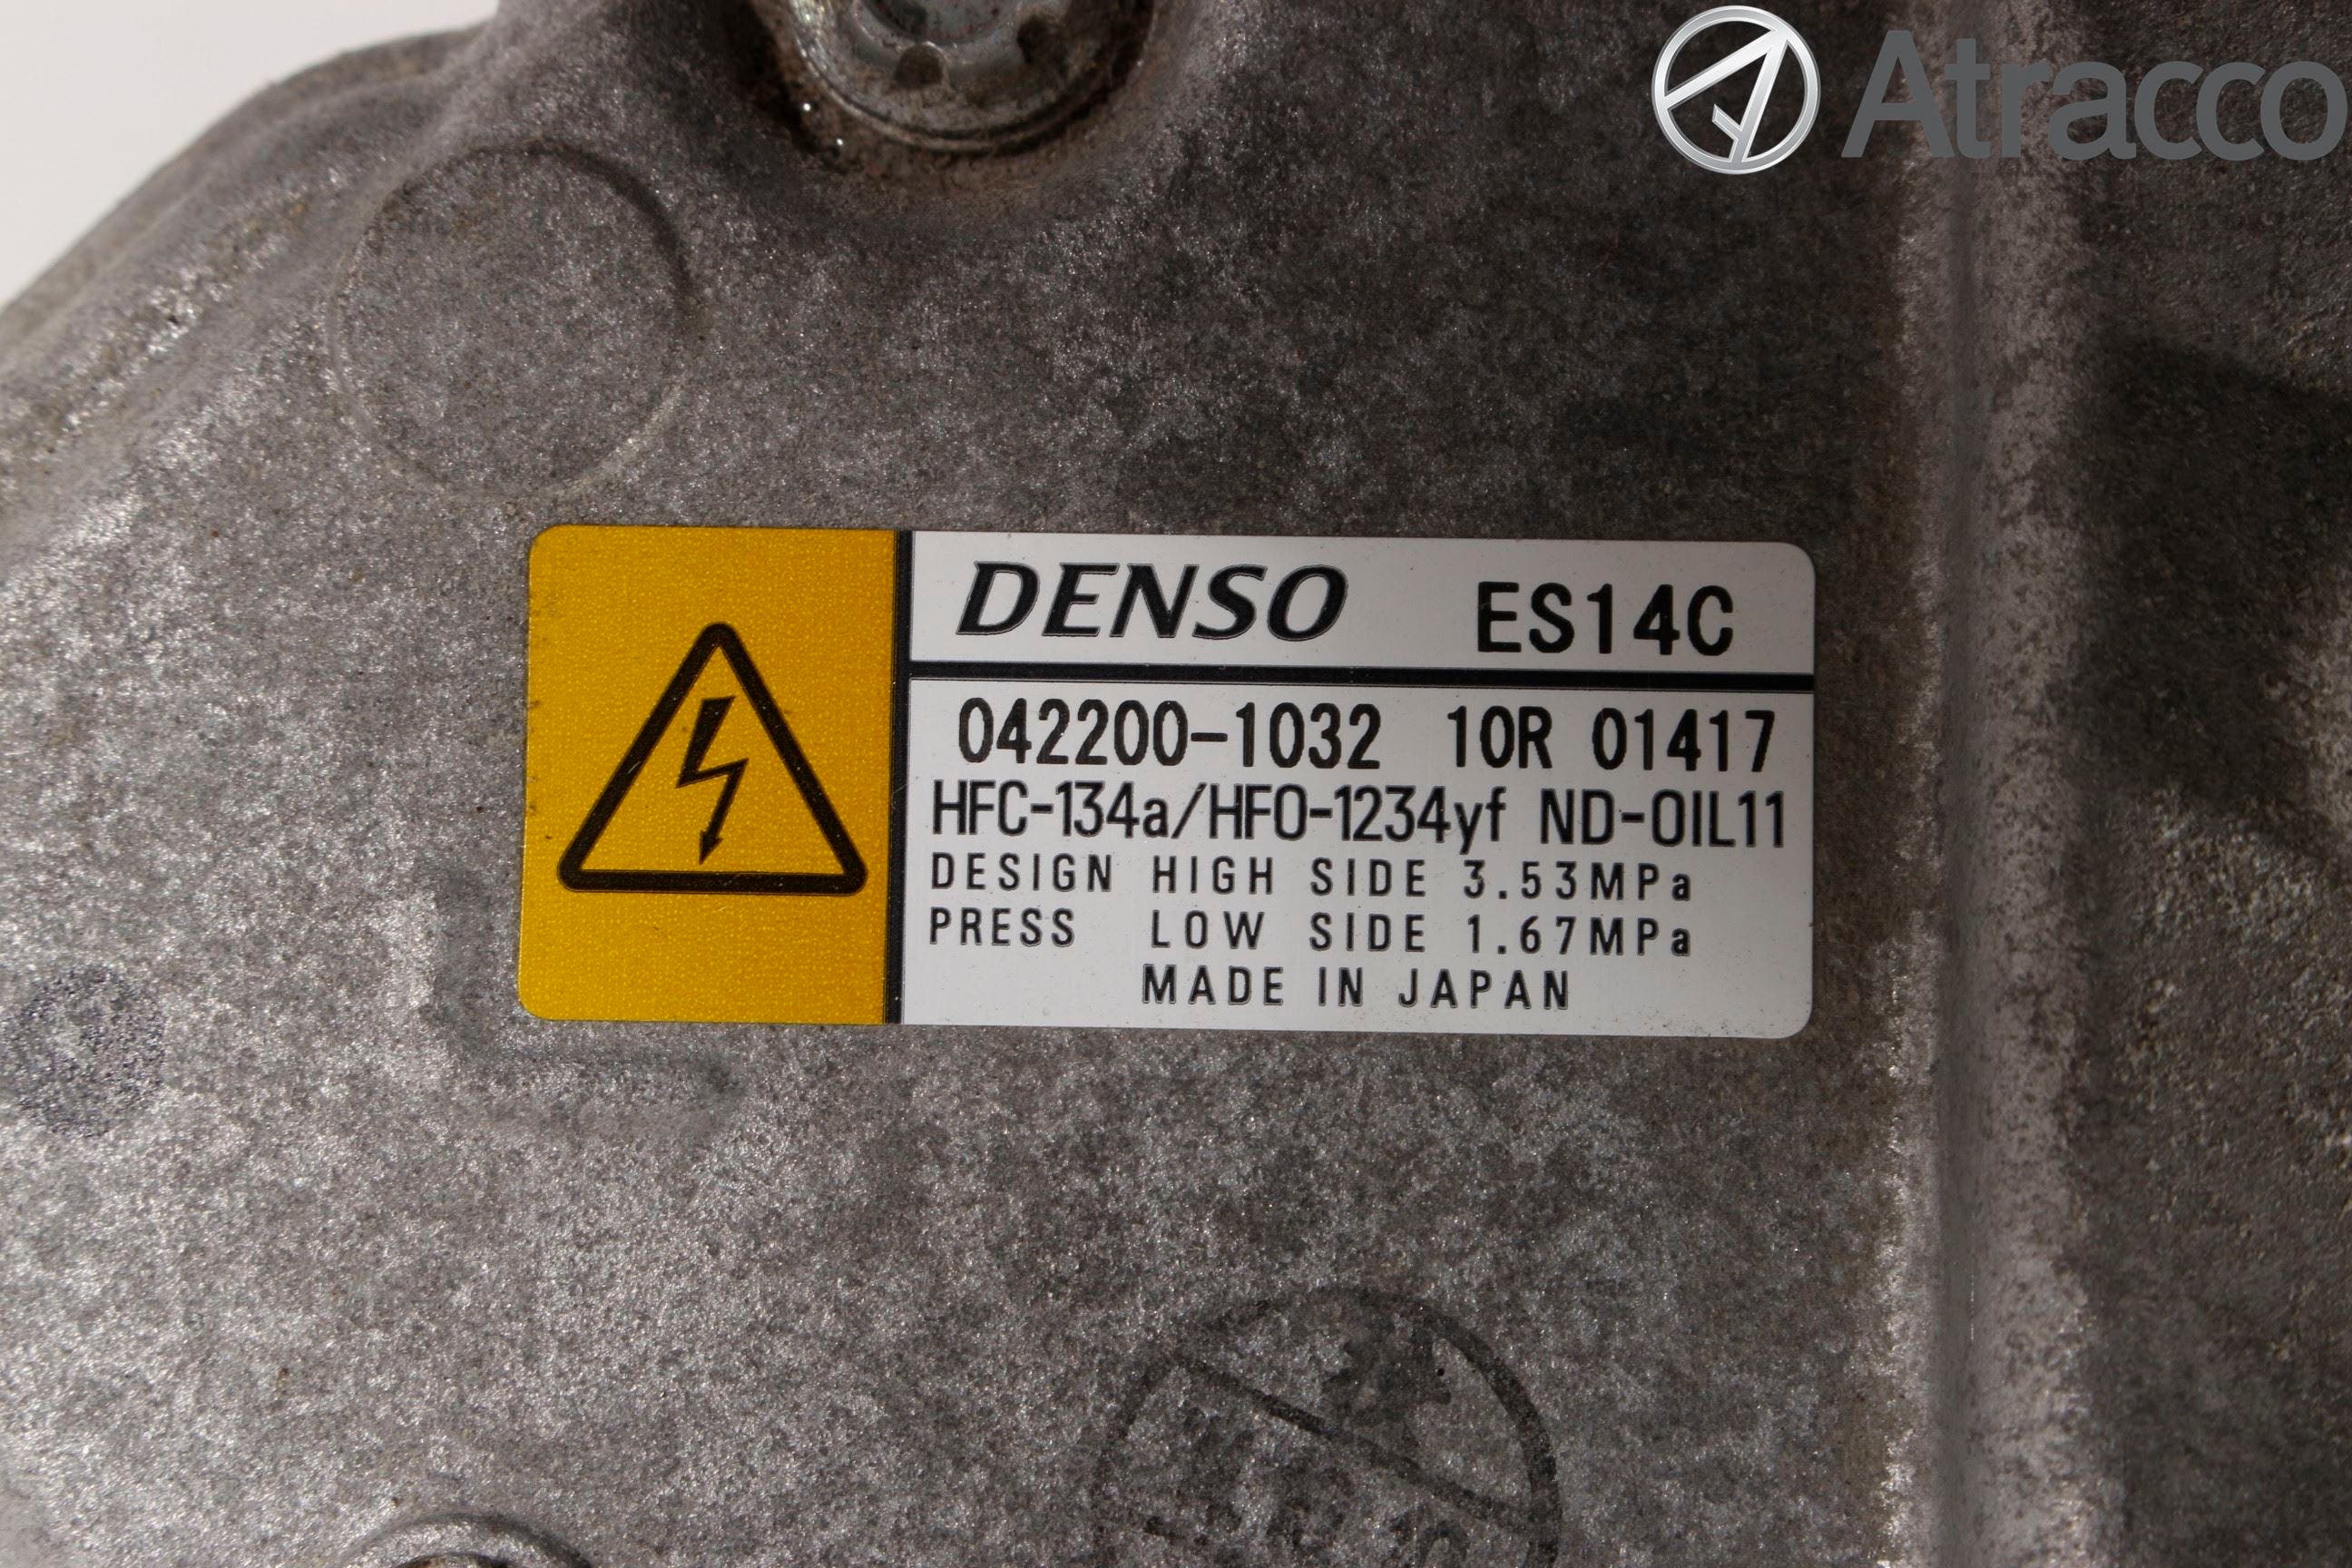 Atracco
DENSO ES14C
042200-1032 10R 01417
HFC-134a/HFO-1234yf ND-OIL11
DESIGN HIGH SIDE 3.53MPa
PRESS LOW SIDE 1.67MPa
MADE IN JAPAN